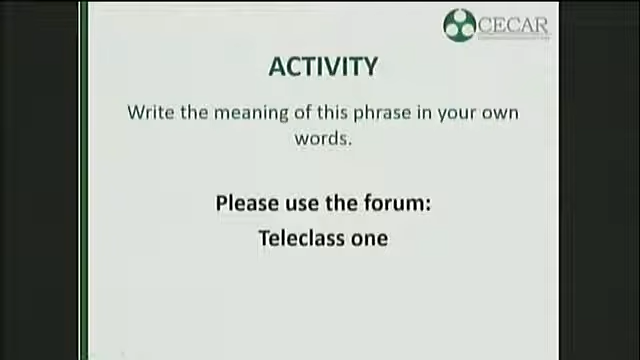 CECAR
ACTIVITY
Write the meaning of this phrase in your own
words.
Please use the forum:
Teleclass one